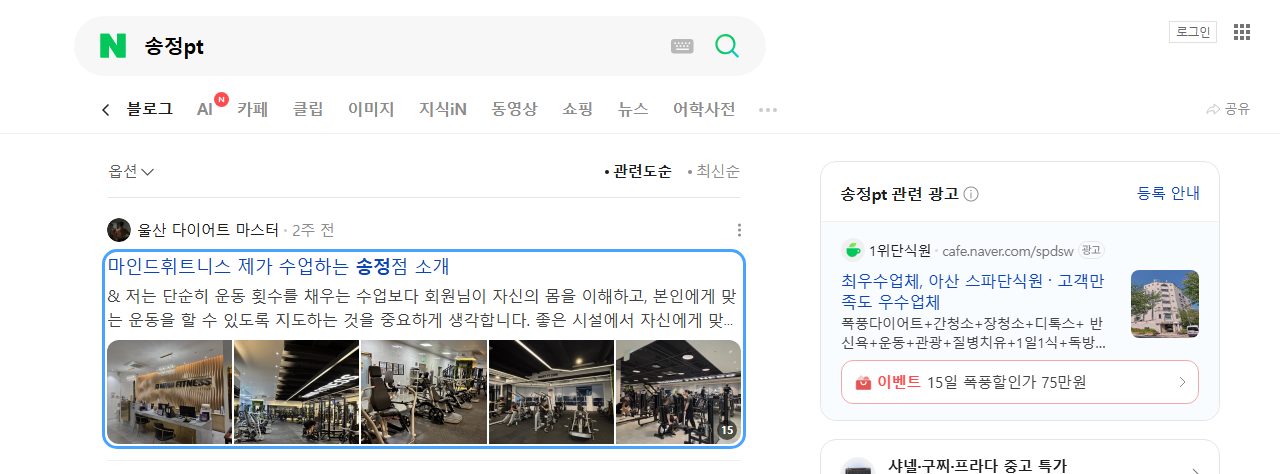 송정pt
로그인
블로그 AI N 카페 클립 이미지 지식iN 동영상 쇼핑 뉴스 어학사전
공유
옵션
• 관련도순 • 최신순
울산 다이어트 마스터 · 2주 전
마인드휘트니스 제가 수업하는 송정점 소개
& 저는 단순히 운동 횟수를 채우는 수업보다 회원님이 자신의 몸을 이해하고, 본인에게 맞
는 운동을 할 수 있도록 지도하는 것을 중요하게 생각합니다. 좋은 시설에서 자신에게 맞...
FITNESS
15
송정pt 관련 광고
등록 안내
1위단식원 · cafe.naver.com/spdsw 광고
최우수업체, 아산 스파단식원 · 고객만
족도 우수업체
폭풍다이어트+간청소+장청소+디톡스+ 반
신욕+운동+관광+질병치유+1일1식+독방...
이벤트 15일 폭풍할인가 75만원
샤넬·구찌·프라다 중고 특가